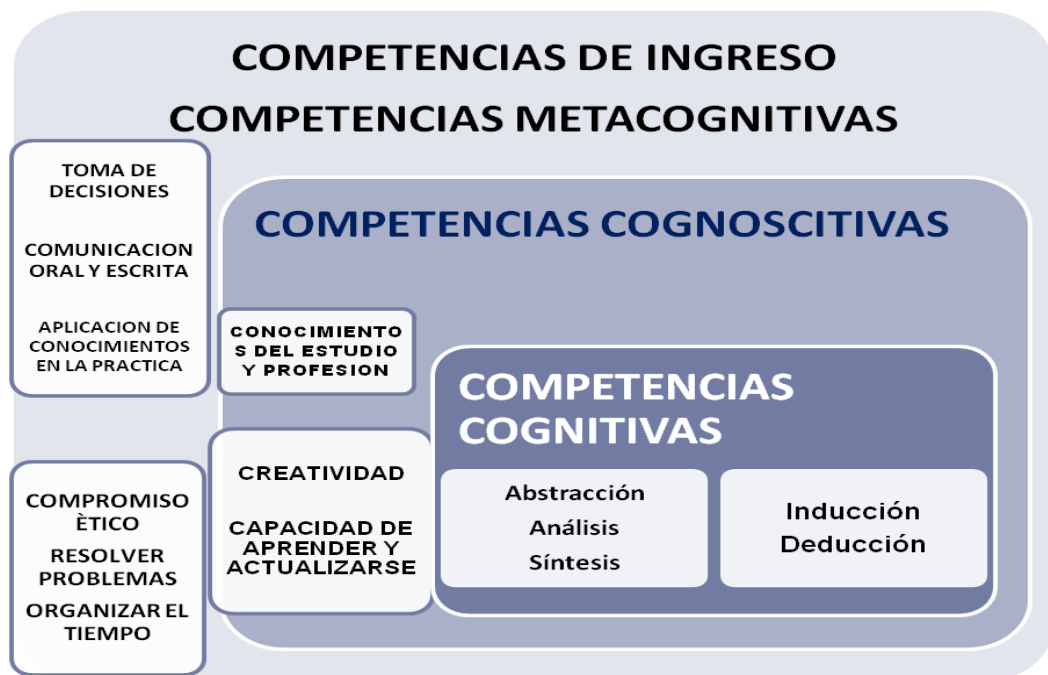 COMPETENCIAS DE INGRESO
COMPETENCIAS METACOGNITIVAS
TOMA DE
DECISIONES
COMUNICACION
ORAL Y ESCRITA
APLICACION DE
CONOCIMIENTOS
EN LA PRACTICA
COMPROMISO
ÈTICO
RESOLVER
PROBLEMAS
ORGANIZAR EL
TIEMPO
COMPETENCIAS COGNOSCITIVAS
CONOCIMIENTO
S DEL ESTUDIO
Y PROFESION
CREATIVIDAD
CAPACIDAD DE
APRENDER Y
ACTUALIZARSE
COMPETENCIAS
COGNITIVAS
Abstracción
Análisis
Síntesis
Inducción
Deducción